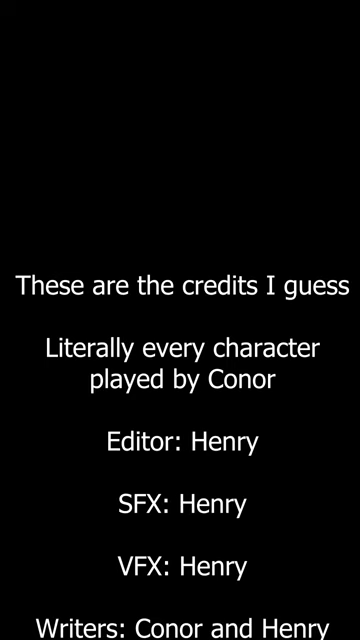 These are the credits I guess
Literally every character
played by Conor
Editor: Henry
SFX: Henry
VFX: Henry
Writers: Conor and Henry